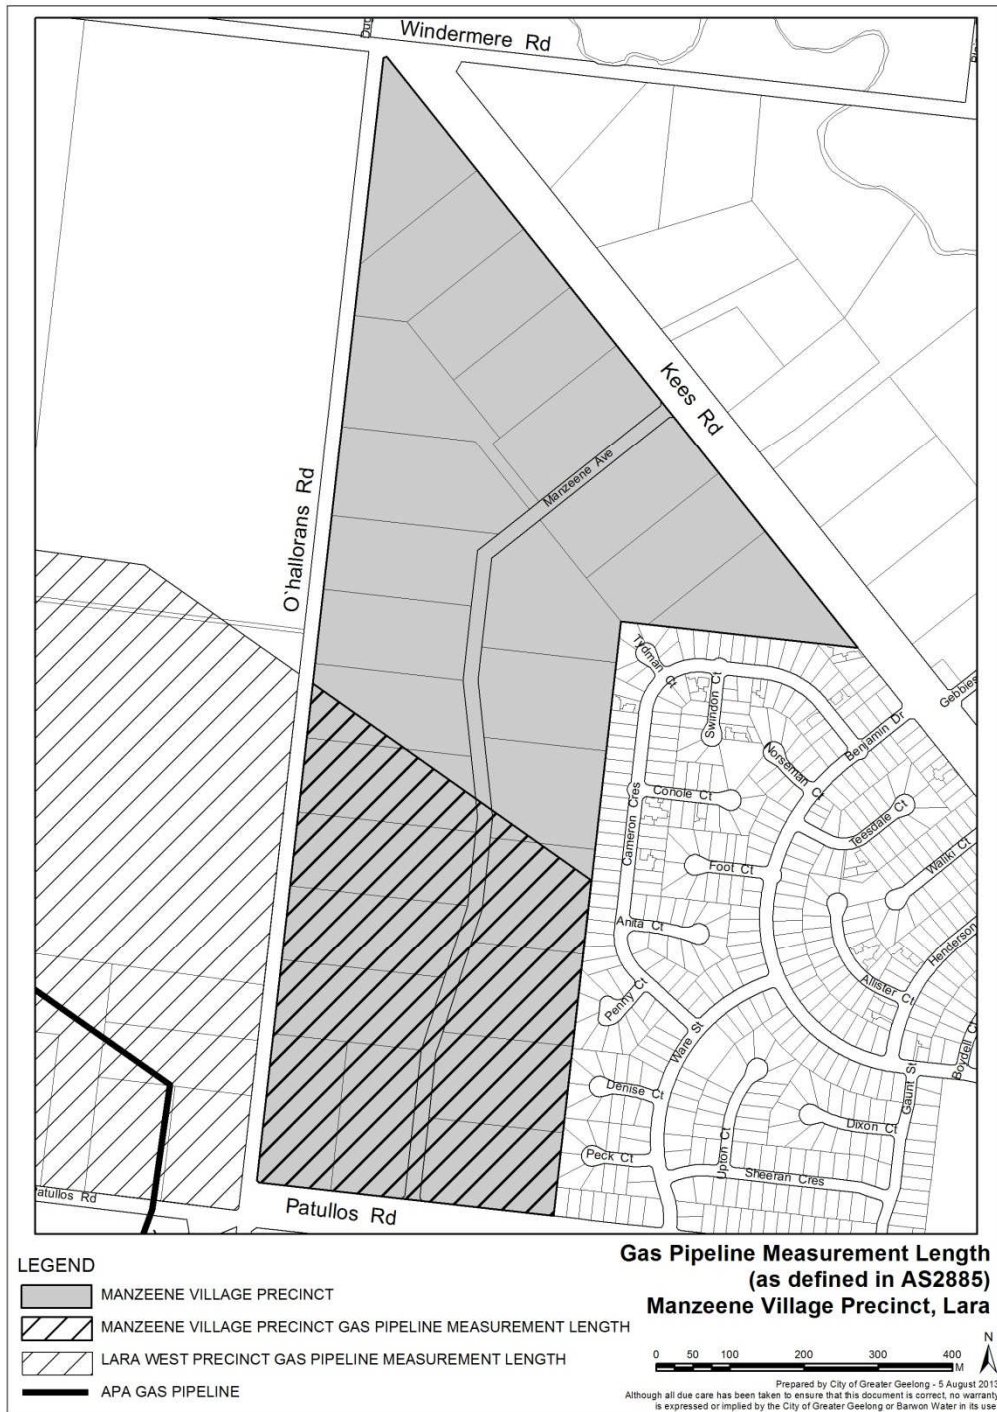 Windermere Rd
Kees Rd
Manzeene Ave
O`hallorans Rd
Tydman Ct
Swindon Ct
Norseman Ct
Benjamin Dr
Gebbies
Conole Ct
Cameron Cres
Teesdale Ct
Foot Ct
Waliki Ct
Anita Ct
Henderson
Allister Ct
Penny Ct
Ware St
Boydell Ct
Gaunt St
Denise Ct
Dixon Ct
Upton Ct
Peck Ct
Sheeran Cres
Patullos Rd
Patullos Rd
Gas Pipeline Measurement Length
(as defined in AS2885)
Manzeene Village Precinct, Lara
LEGEND
MANZEENE VILLAGE PRECINCT
MANZEENE VILLAGE PRECINCT GAS PIPELINE MEASUREMENT LENGTH
LARA WEST PRECINCT GAS PIPELINE MEASUREMENT LENGTH
APA GAS PIPELINE
N
0 50 100 200 300 400
M
Prepared by City of Greater Geelong - 5 August 2013
Although all due care has been taken to ensure that this document is correct, no warranty
is expressed or implied by the City of Greater Geelong or Barwon Water in its use